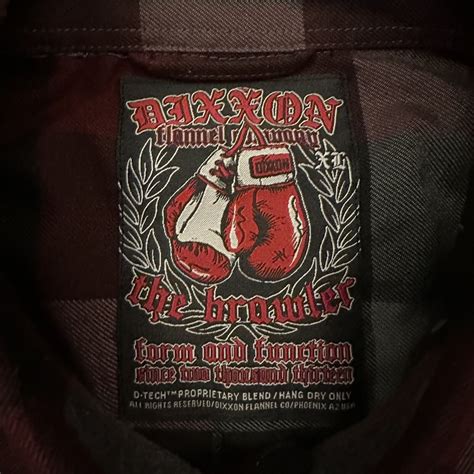 DIXXON
flannel company
XL
DIXXON
the brawler
form and function
since two thousand thirteen
D-TECH™ PROPRIETARY BLEND / HANG DRY ONLY
ALL RIGHTS RESERVED/DIXXON FLANNEL CO/PHOENIX AZ USA